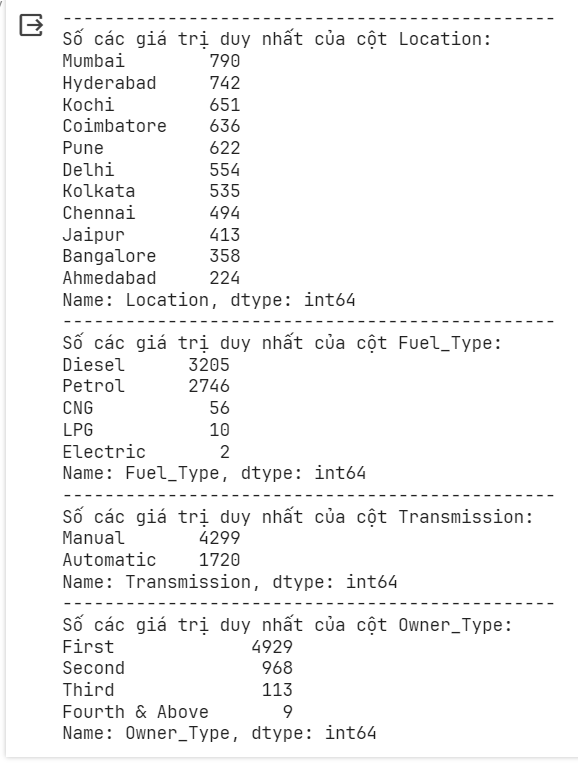 ----------------------------------------------
Số các giá trị duy nhất của cột Location:
Mumbai        790
Hyderabad     742
Kochi         651
Coimbatore    636
Pune          622
Delhi         554
Kolkata       535
Chennai       494
Jaipur        413
Bangalore     358
Ahmedabad     224
Name: Location, dtype: int64
----------------------------------------------
Số các giá trị duy nhất của cột Fuel_Type:
Diesel      3205
Petrol      2746
CNG           56
LPG           10
Electric       2
Name: Fuel_Type, dtype: int64
----------------------------------------------
Số các giá trị duy nhất của cột Transmission:
Manual       4299
Automatic    1720
Name: Transmission, dtype: int64
----------------------------------------------
Số các giá trị duy nhất của cột Owner_Type:
First             4929
Second             968
Third              113
Fourth & Above       9
Name: Owner_Type, dtype: int64